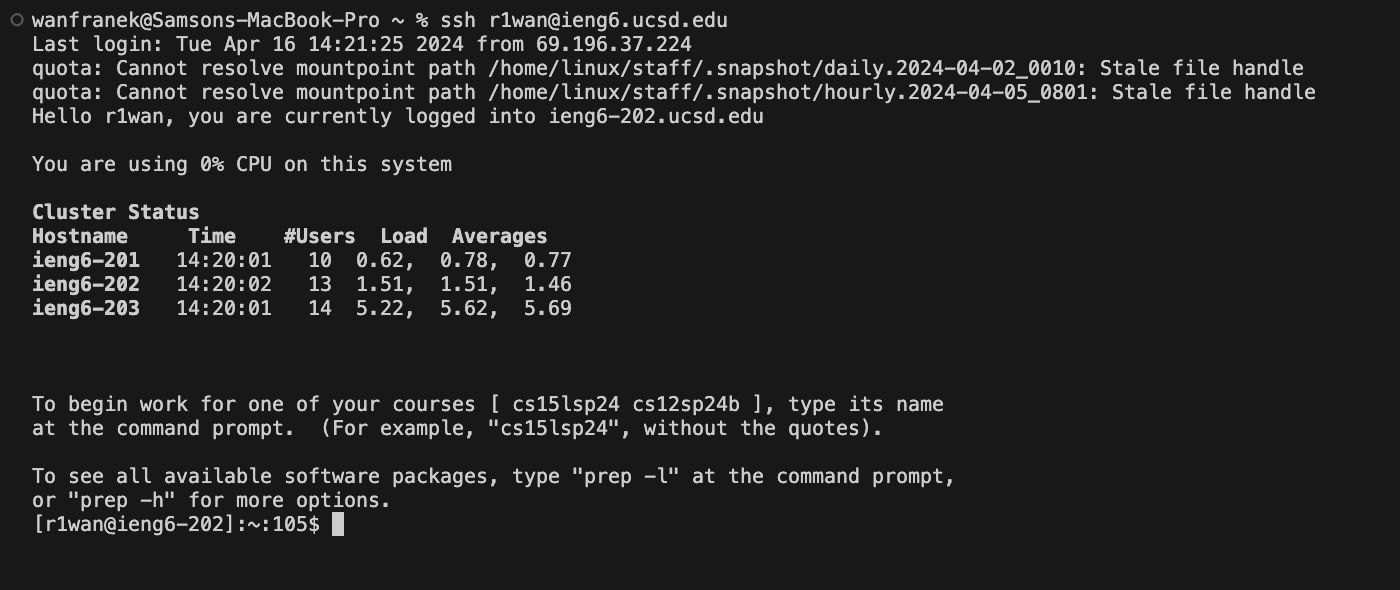 wanfranek@Samsons-MacBook-Pro ~ % ssh r1wan@ieng6.ucsd.edu
Last login: Tue Apr 16 14:21:25 2024 from 69.196.37.224
quota: Cannot resolve mountpoint path /home/linux/staff/.snapshot/daily.2024-04-02_0010: Stale file handle
quota: Cannot resolve mountpoint path /home/linux/staff/.snapshot/hourly.2024-04-05_0801: Stale file handle
Hello r1wan, you are currently logged into ieng6-202.ucsd.edu
You are using 0% CPU on this system
Cluster Status
Hostname     Time    #Users  Load  Averages
ieng6-201   14:20:01   10  0.62,  0.78,  0.77
ieng6-202   14:20:02   13  1.51,  1.51,  1.46
ieng6-203   14:20:01   14  5.22,  5.62,  5.69
To begin work for one of your courses [ cs15lsp24 cs12sp24b ], type its name
at the command prompt.  (For example, "cs15lsp24", without the quotes).
To see all available software packages, type "prep -l" at the command prompt,
or "prep -h" for more options.
[r1wan@ieng6-202]:~:105$